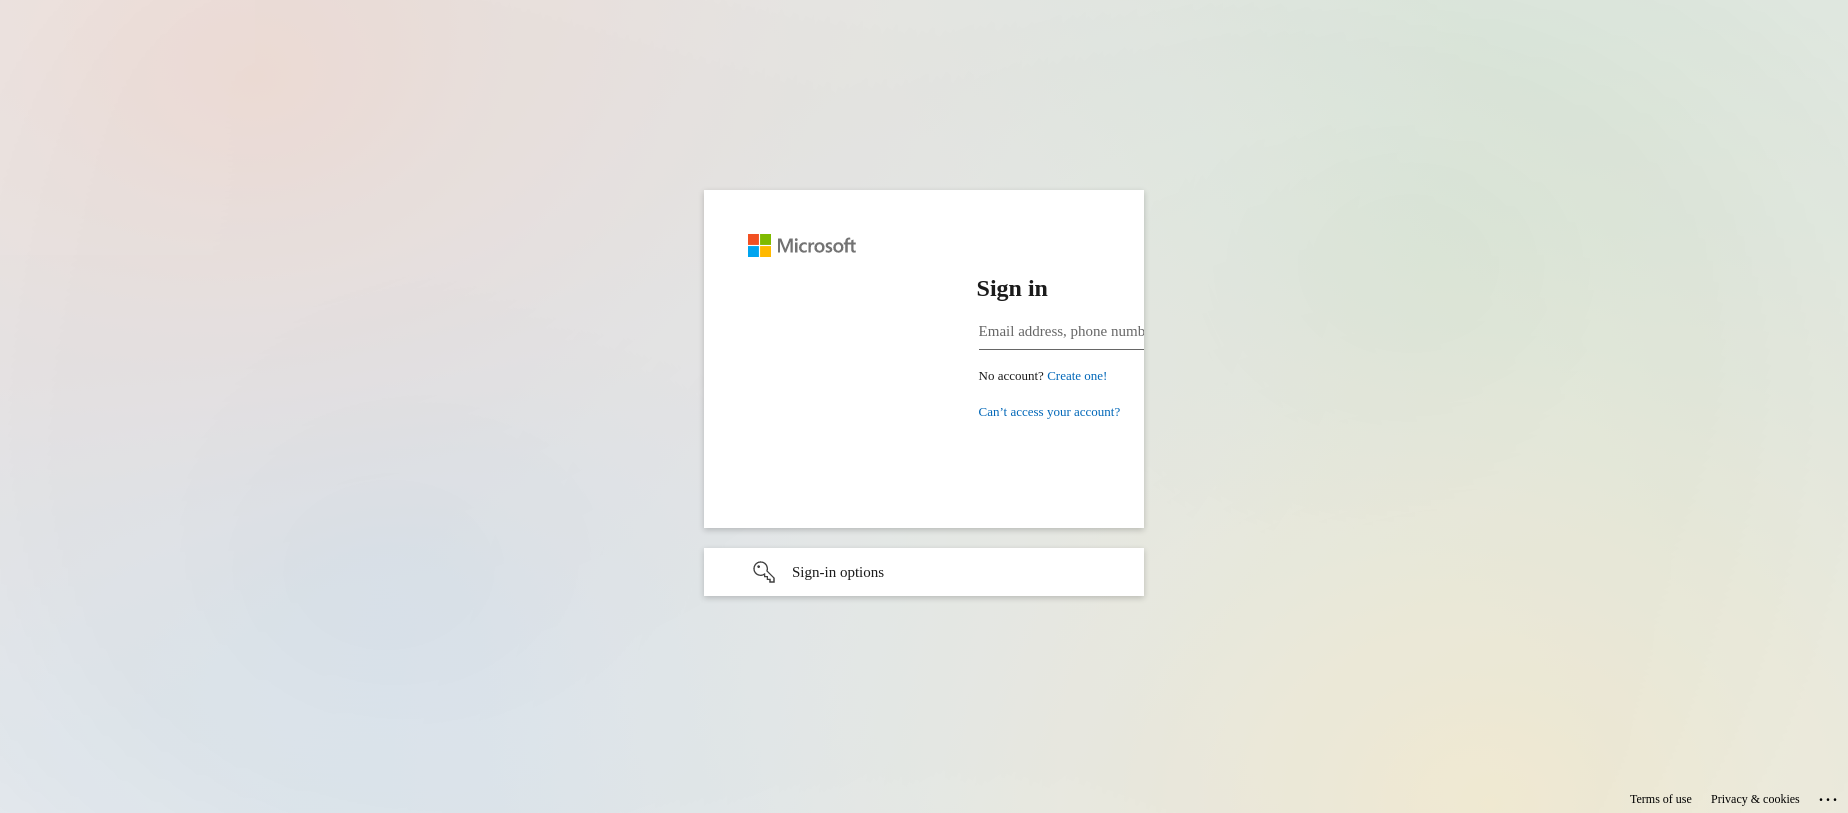 Microsoft
Sign in
Email address, phone numb
No account? Create one!
Can’t access your account?
Sign-in options
Terms of use Privacy & cookies ...